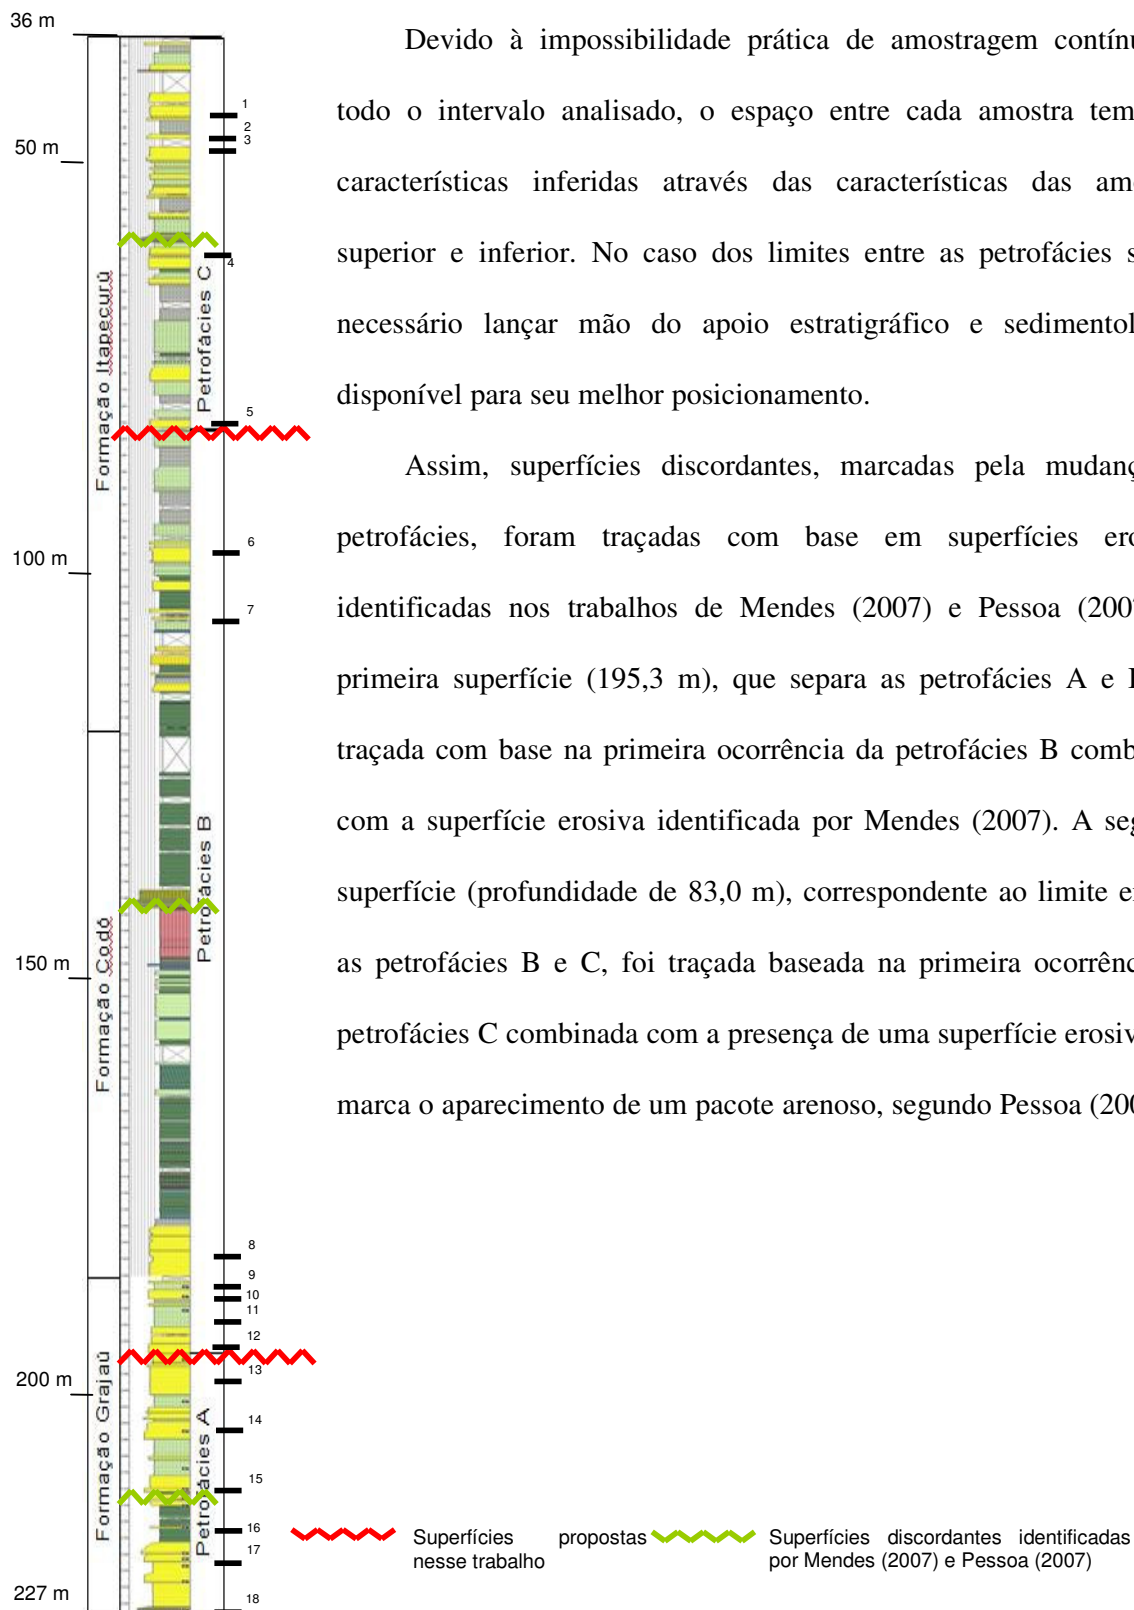 36 m
50 m
100 m
150 m
200 m
227 m
Formação Itapecurú
Formação Codó
Formação Grajaú
Petrofácies C
Petrofácies B
Petrofácies A
1
2
3
4
5
6
7
8
9
10
11
12
13
14
15
16
17
18
Devido à impossibilidade prática de amostragem contínu
todo o intervalo analisado, o espaço entre cada amostra tem
características inferidas através das características das am
superior e inferior. No caso dos limites entre as petrofácies s
necessário lançar mão do apoio estratigráfico e sedimentol
disponível para seu melhor posicionamento.
Assim, superfícies discordantes, marcadas pela mudanç
petrofácies, foram traçadas com base em superfícies ero
identificadas nos trabalhos de Mendes (2007) e Pessoa (200
primeira superfície (195,3 m), que separa as petrofácies A e
traçada com base na primeira ocorrência da petrofácies B comb
com a superfície erosiva identificada por Mendes (2007). A seg
superfície (profundidade de 83,0 m), correspondente ao limite e
as petrofácies B e C, foi traçada baseada na primeira ocorrênc
petrofácies C combinada com a presença de uma superfície erosiv
marca o aparecimento de um pacote arenoso, segundo Pessoa (200
Superfícies propostas
nesse trabalho
Superfícies discordantes identificadas
por Mendes (2007) e Pessoa (2007)